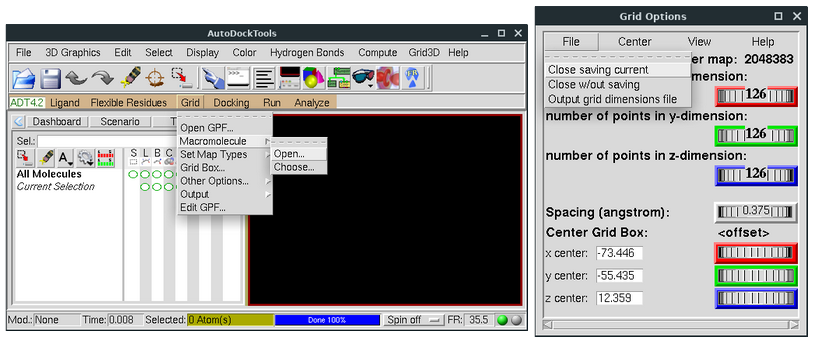 AutoDockTools
File 3D Graphics Edit Select Display Color Hydrogen Bonds Compute Grid3D Help
ADT4.2 Ligand Flexible Residues Grid Docking Run Analyze
Dashboard Scenario T
Open GPF...
Sel.:
Macromolecule
Open...
Set Map Types
Choose...
Grid Box...
S L B C
All Molecules
Other Options...
Current Selection
Output
Edit GPF...
Mod.: None Time: 0.008 Selected: 0 Atom(s) Done 100% Spin off FR: 35.5
Grid Options
File Center View Help
er map: 2048383
Close saving current
mension:
Close w/out saving
126
Output grid dimensions file
number of points in y-dimension:
126
number of points in z-dimension:
126
Spacing (angstrom): 0.375
Center Grid Box: <offset>
x center: -73.446
y center: -55.435
z center: 12.359